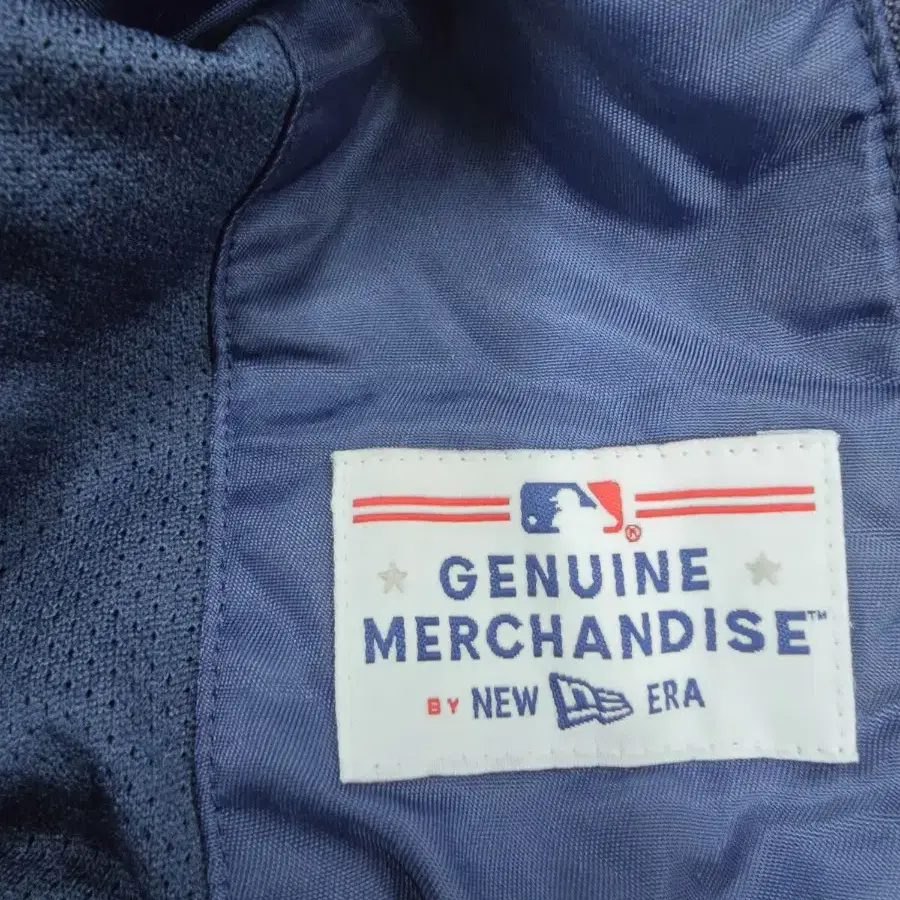 ®
GENUINE
MERCHANDISE™
BY NEW ERA